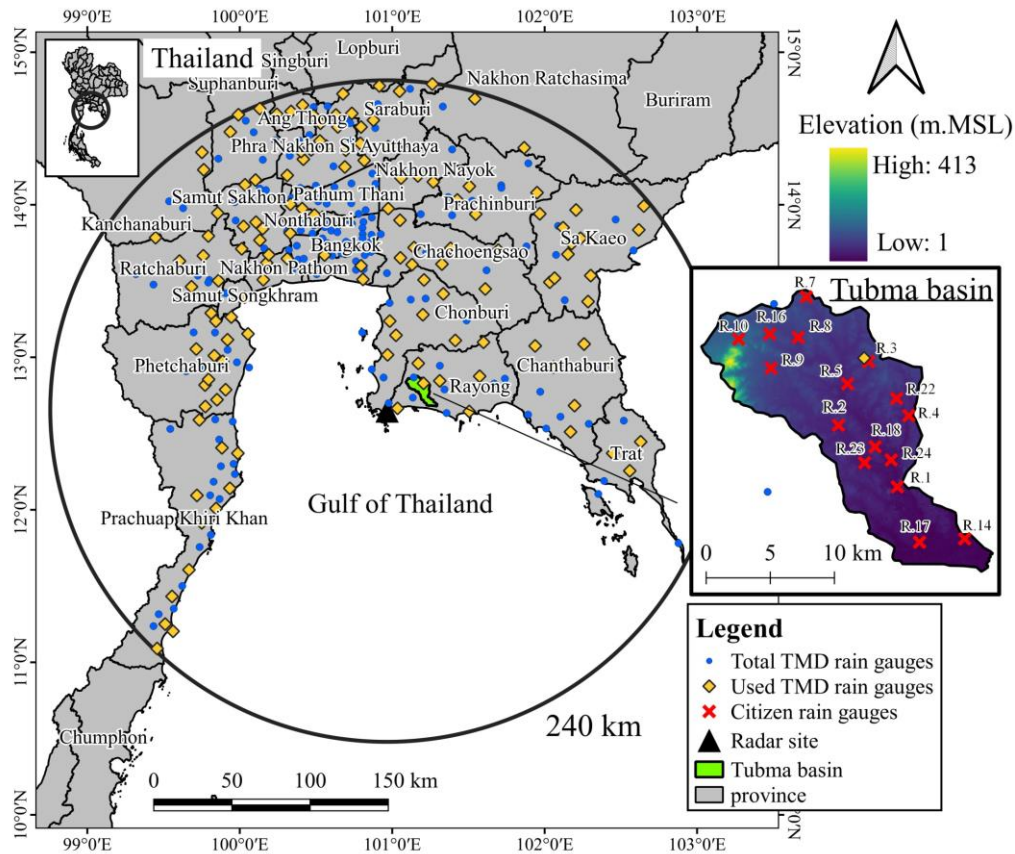 99°0'E
100°0'E
101°0'E
102°0'E
103°0'E
15°0'N
15°0'N
Thailand
Lopburi
Singburi
Suphanburi
Nakhon Ratchasima
Buriram
Saraburi
Ang Thong
Phra Nakhon Si Ayutthaya
Nakhon Nayok
14°0'N
14°0'N
Samut Sakhon
Pathum Thani
Prachinburi
Kanchanaburi
Nonthaburi
Bangkok
Sa Kaeo
Chachoengsao
Ratchaburi
Nakhon Pathom
Samut Songkhram
Chonburi
13°0'N
Phetchaburi
Chanthaburi
Rayong
Trat
12°0'N
Gulf of Thailand
Prachuap Khiri Khan
11°0'N
240 km
Chumphon
0
50
100
150 km
10°0'N
0'N
99°0'E
100°0'E
101°0'E
102°0'E
103°0'E
Elevation (m.MSL)
High: 413
Low: 1
Tubma basin
R.7
R.10
R.16
R.8
R.3
R.9
R.5
R.22
R.4
R.2
R.18
R.23
R.24
R.1
R.17
R.14
0
5
10 km
Legend
Total TMD rain gauges
Used TMD rain gauges
Citizen rain gauges
Radar site
Tubma basin
province